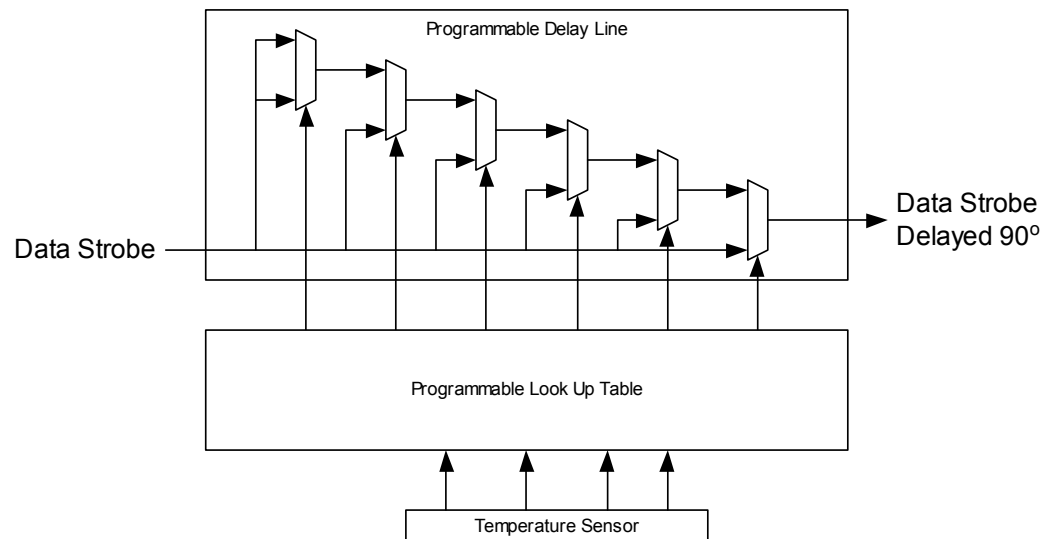 Programmable Delay Line
Data Strobe
Data Strobe
Delayed 90º
Programmable Look Up Table
Temperature Sensor